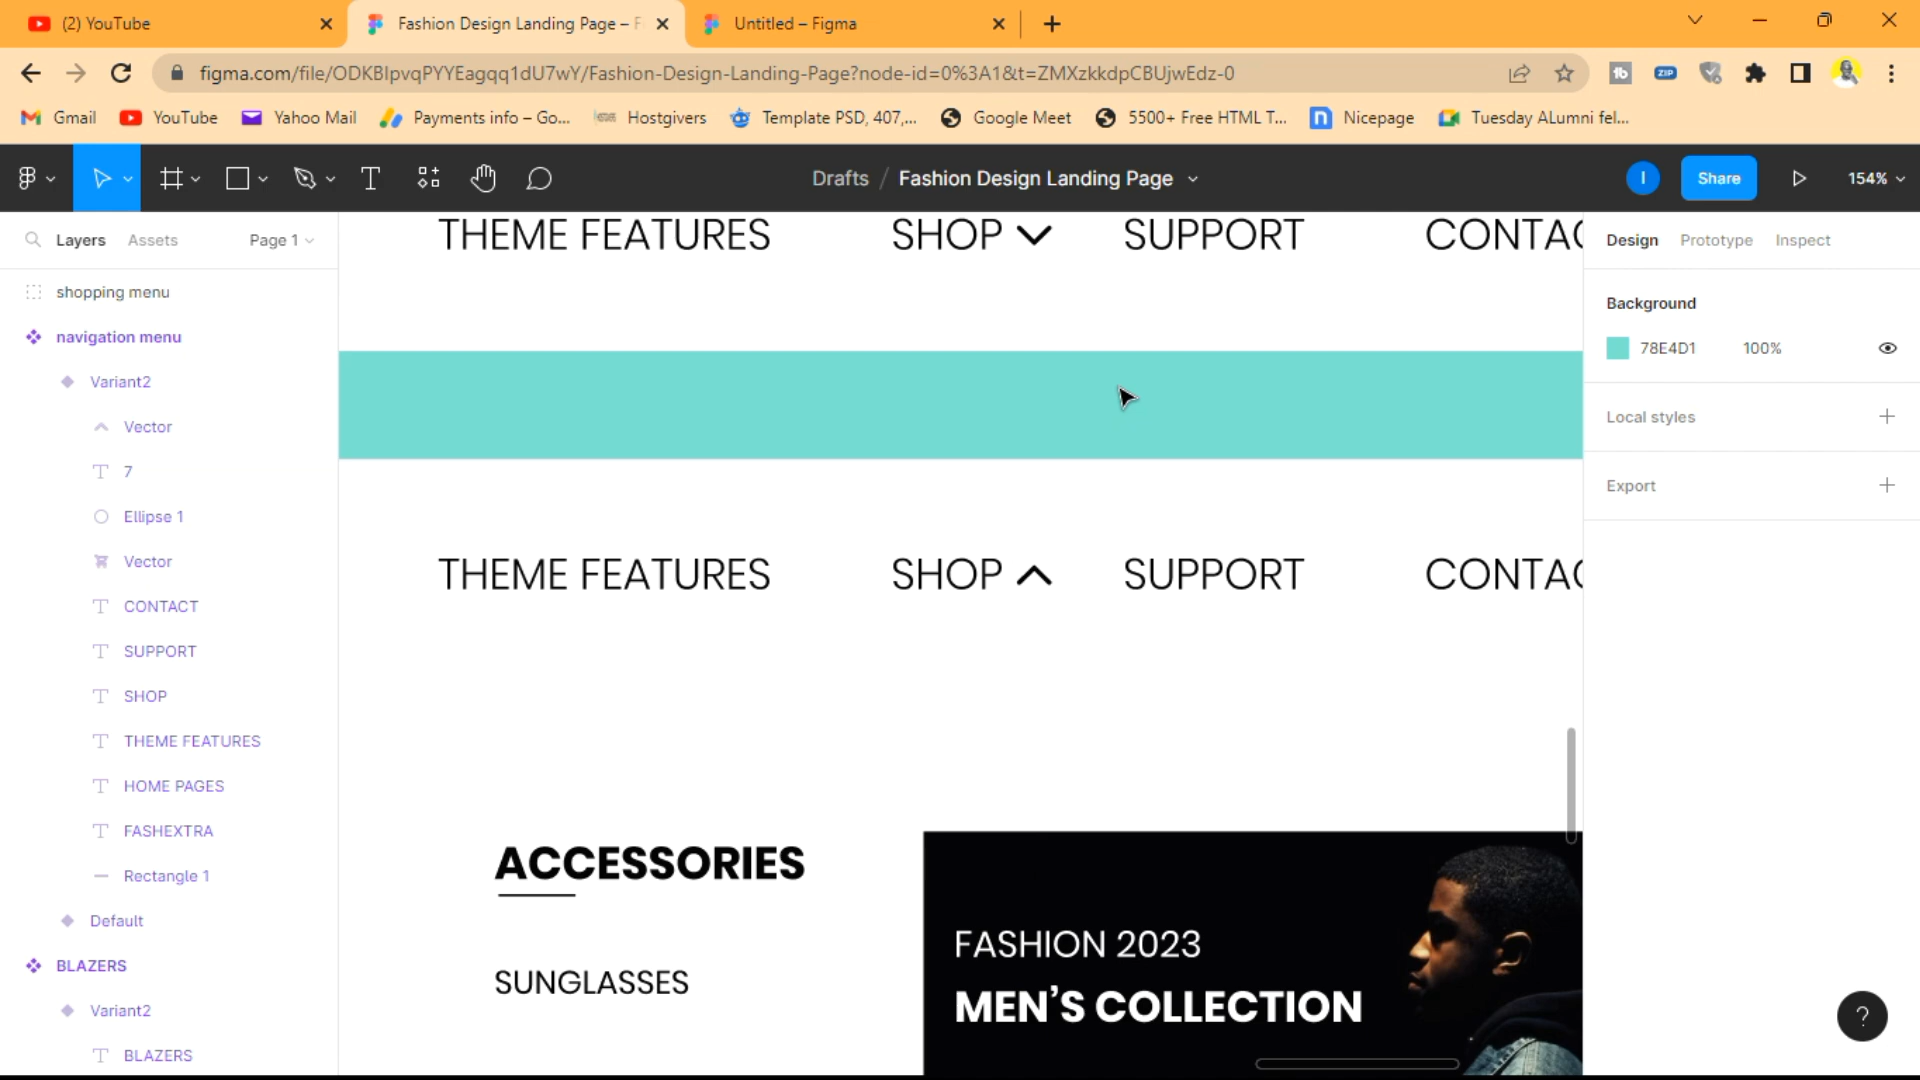 (2) YouTube
Fashion Design Landing Page – F
Untitled – Figma
figma.com/file/ODKBIpvqPYYEagqq1dU7wY/Fashion-Design-Landing-Page?node-id=0%3A1&t=ZMXzkkdpCBUjwEdz-0
ZIP
Gmail
YouTube
Yahoo Mail
Payments info – Go...
Hostgivers
Template PSD, 407,...
Google Meet
5500+ Free HTML T...
Nicepage
Tuesday ALumni fel...
Drafts / Fashion Design Landing Page
I
Share
154%
Layers
Assets
Page 1
shopping menu
navigation menu
Variant2
Vector
7
Ellipse 1
Vector
CONTACT
SUPPORT
SHOP
THEME FEATURES
HOME PAGES
FASHEXTRA
Rectangle 1
Default
BLAZERS
Variant2
BLAZERS
THEME FEATURES SHOP SUPPORT CONTAC
THEME FEATURES SHOP SUPPORT CONTAC
ACCESSORIES
SUNGLASSES
FASHION 2023
MEN’S COLLECTION
Design
Prototype
Inspect
Background
78E4D1 100%
Local styles
Export
?